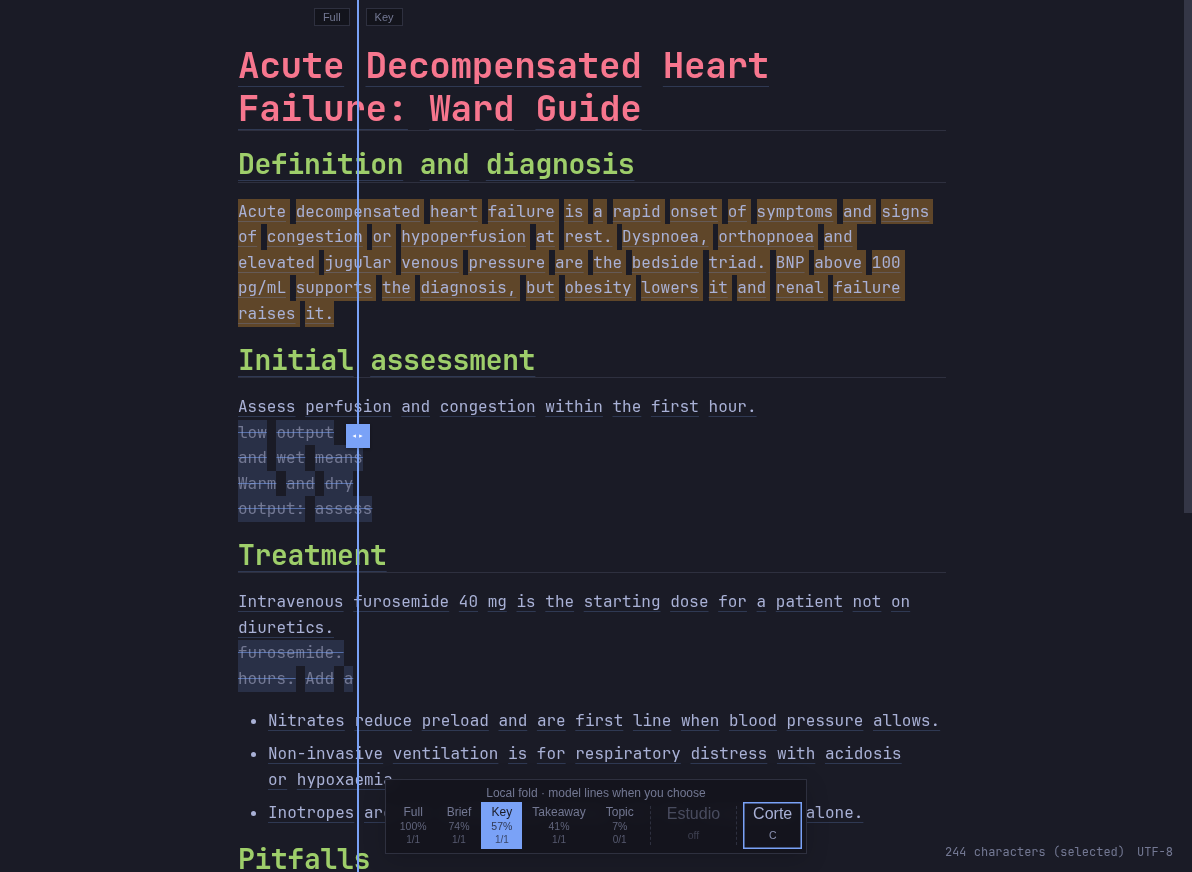 Full Key
Acute Decompensated Heart
Failure: Ward Guide
Definition and diagnosis
Acute decompensated heart failure is a rapid onset of symptoms and signs
of congestion or hypoperfusion at rest. Dyspnoea, orthopnoea and
elevated jugular venous pressure are the bedside triad. BNP above 100
pg/mL supports the diagnosis, but obesity lowers it and renal failure
raises it.
Initial assessment
Assess perfusion and congestion within the first hour.
low output
and wet means
Warm and dry
output: assess
Treatment
Intravenous furosemide 40 mg is the starting dose for a patient not on
diuretics.
furosemide.
hours. Add a
• Nitrates reduce preload and are first line when blood pressure allows.
• Non-invasive ventilation is for respiratory distress with acidosis
or hypoxaemia
• Inotropes alone.
Pitfalls
Local fold · model lines when you choose
Full Brief Key Takeaway Topic Estudio Corte
100% 74% 57% 41% 7% off C
1/1 1/1 1/1 1/1 0/1
244 characters (selected) UTF-8